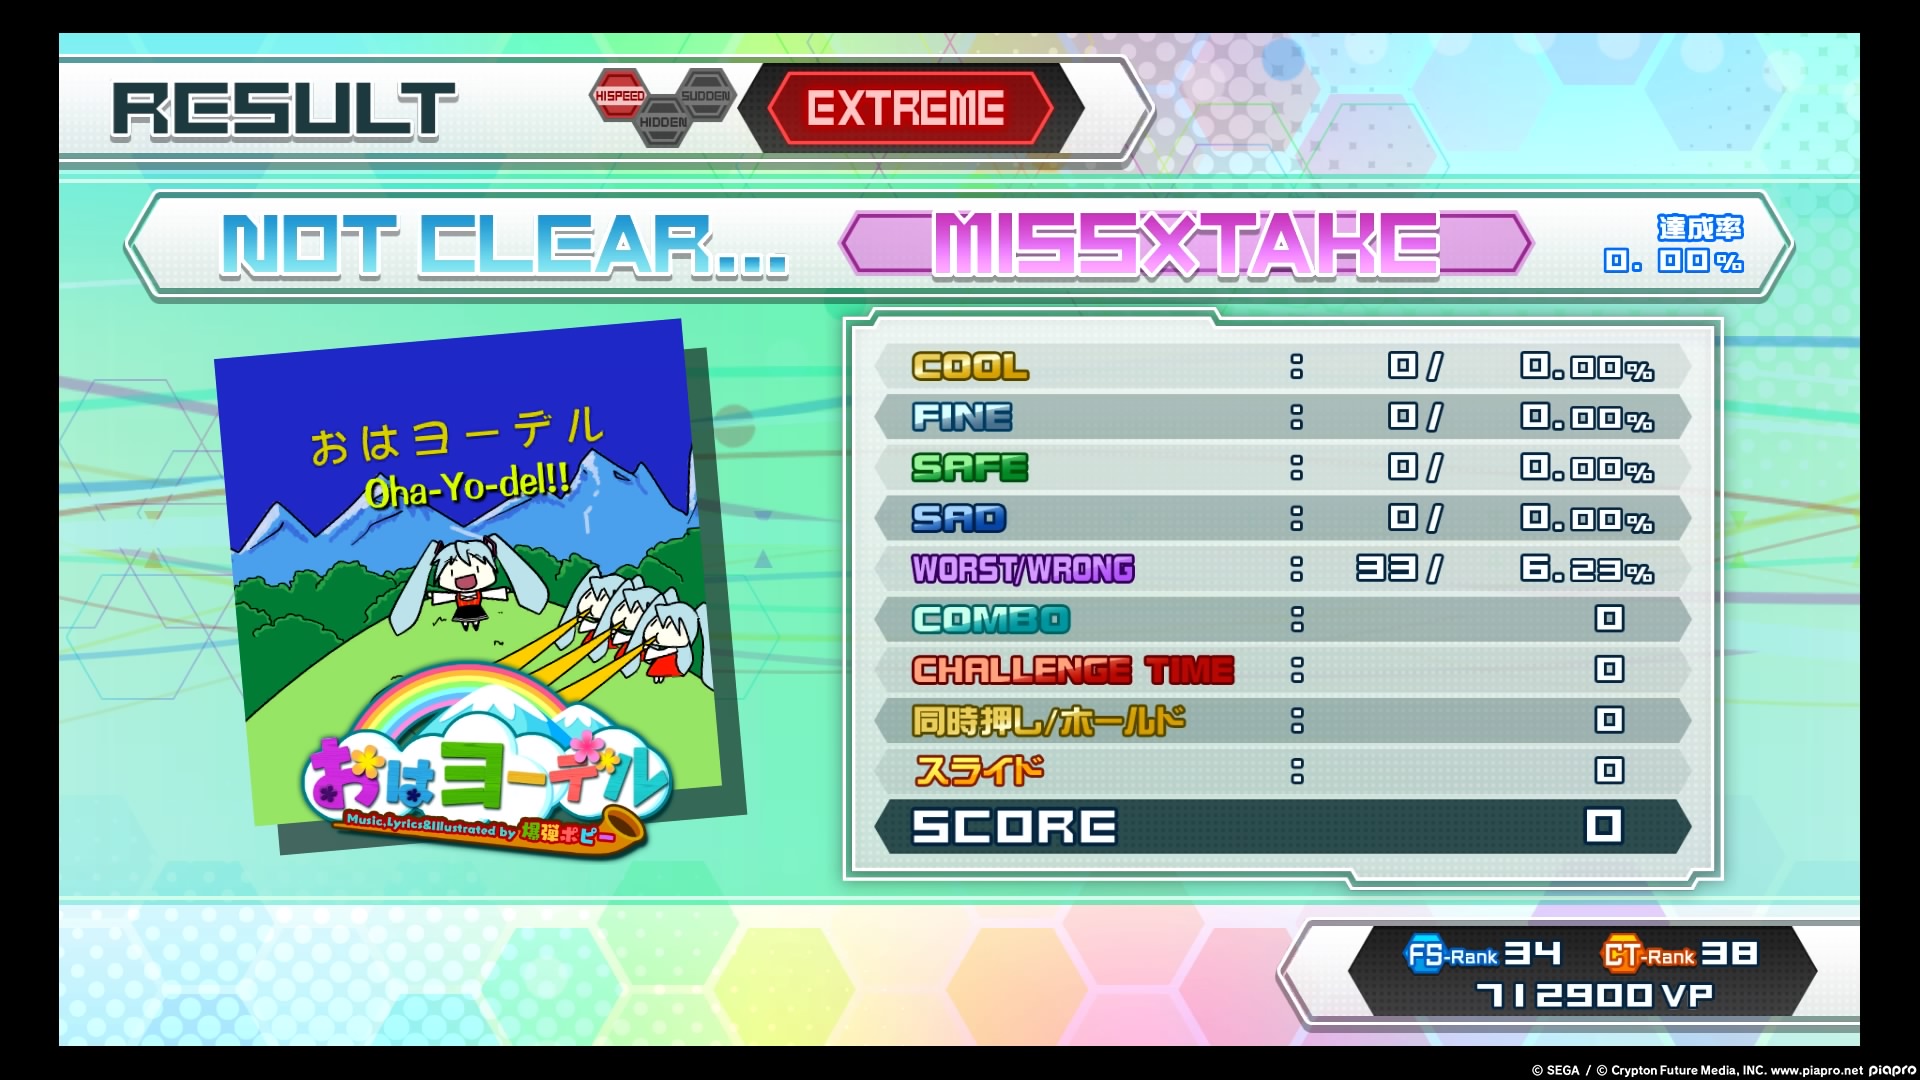 RESULT
HISPEED
SUDDEN
HIDDEN
EXTREME
NOT CLEAR...
MISS×TAKE
達成率
0.00%
おはヨーデル
Oha-Yo-del!!
おはヨーデル
Music,Lyrics&Illustrated by 爆弾ポピー
COOL : 0/ 0.00%
FINE : 0/ 0.00%
SAFE : 0/ 0.00%
SAD : 0/ 0.00%
WORST/WRONG : 33/ 6.23%
COMBO : 0
CHALLENGE TIME : 0
同時押し/ホールド : 0
スライド : 0
SCORE 0
FS-Rank 34 CT-Rank 38
712900VP
© SEGA / © Crypton Future Media, INC. www.piapro.net piapro